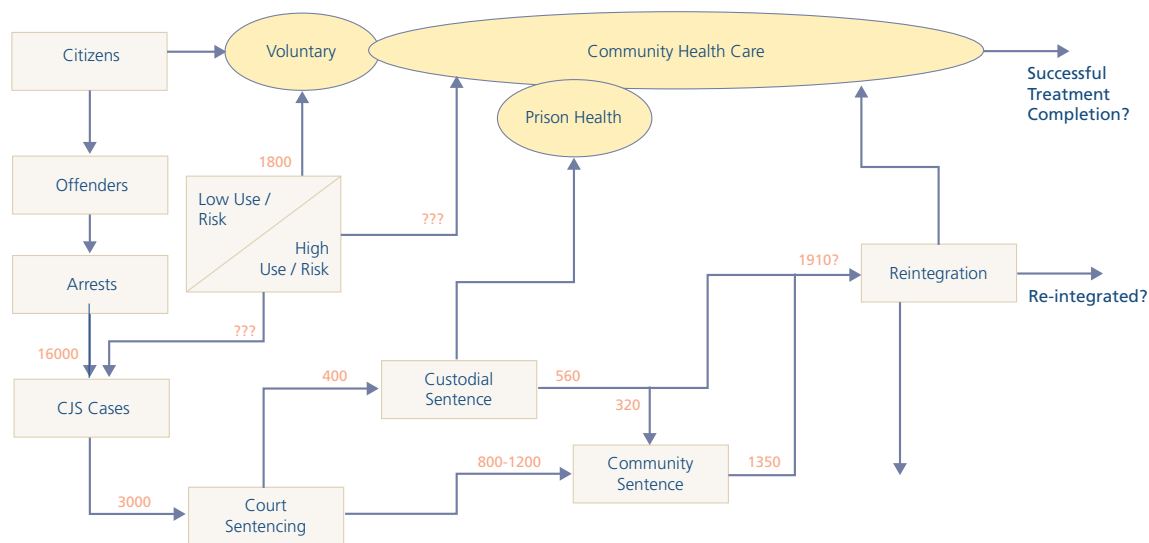 Citizens
Voluntary
Community Health Care
Successful
Treatment
Completion?
Prison Health
Offenders
1800
Low Use /
Risk
High
Use / Risk
???
Arrests
1910?
Reintegration
Re-integrated?
???
16000
CJS Cases
400
Custodial
Sentence
560
320
800-1200
Community
Sentence
1350
3000
Court
Sentencing